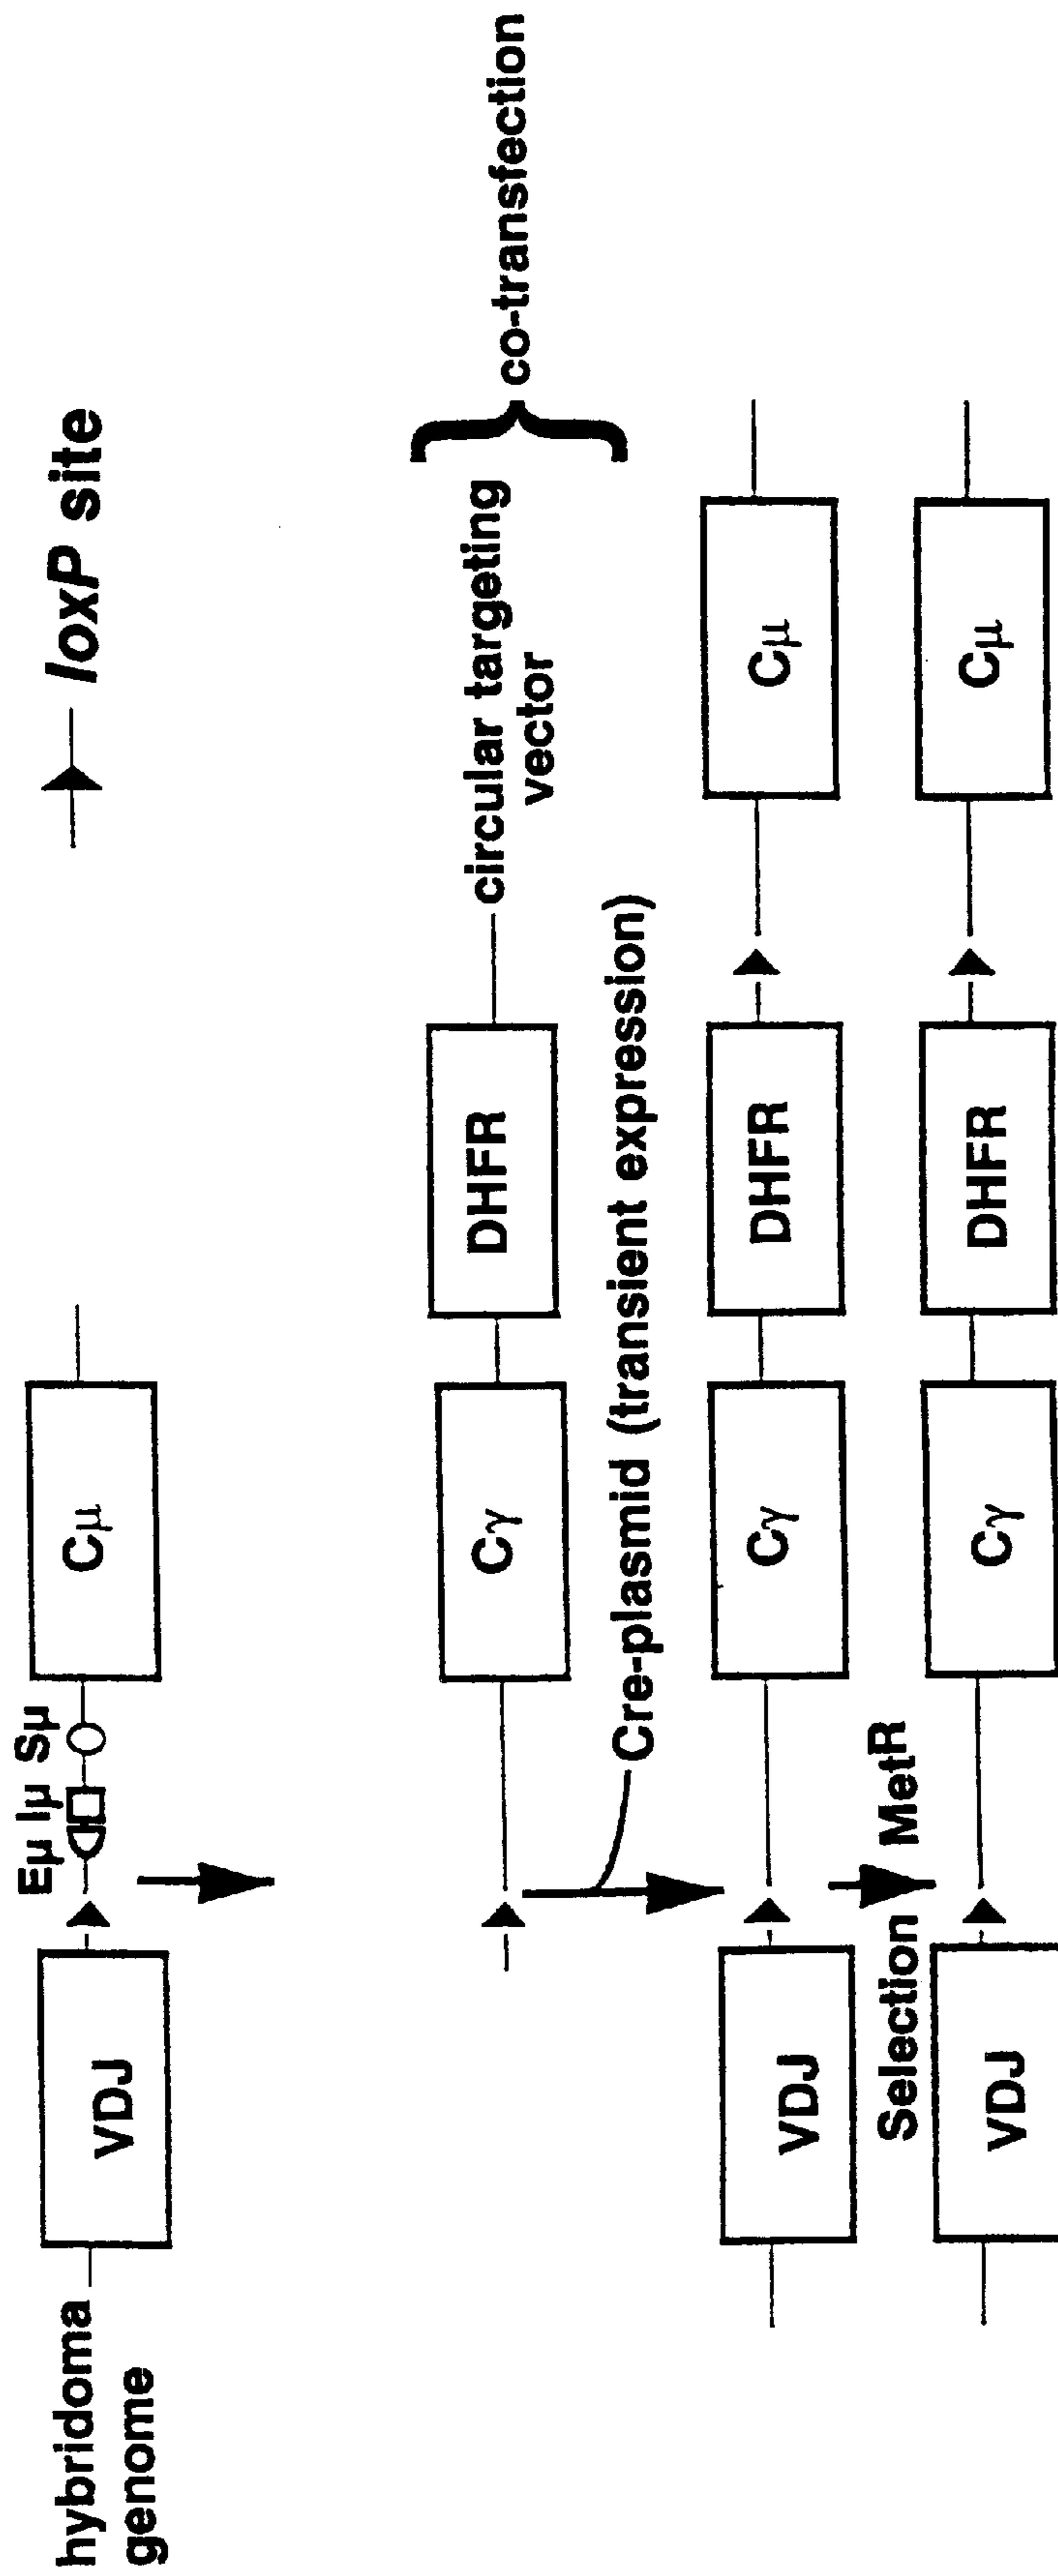 loxP site
Eμ Iμ Sμ
hybridoma
genome
VDJ
Cμ
Cγ
DHFR
circular targeting
vector
co-transfection
Cre-plasmid (transient expression)
VDJ
Cγ
DHFR
Cμ
Selection MetR
VDJ
Cγ
DHFR
Cμ